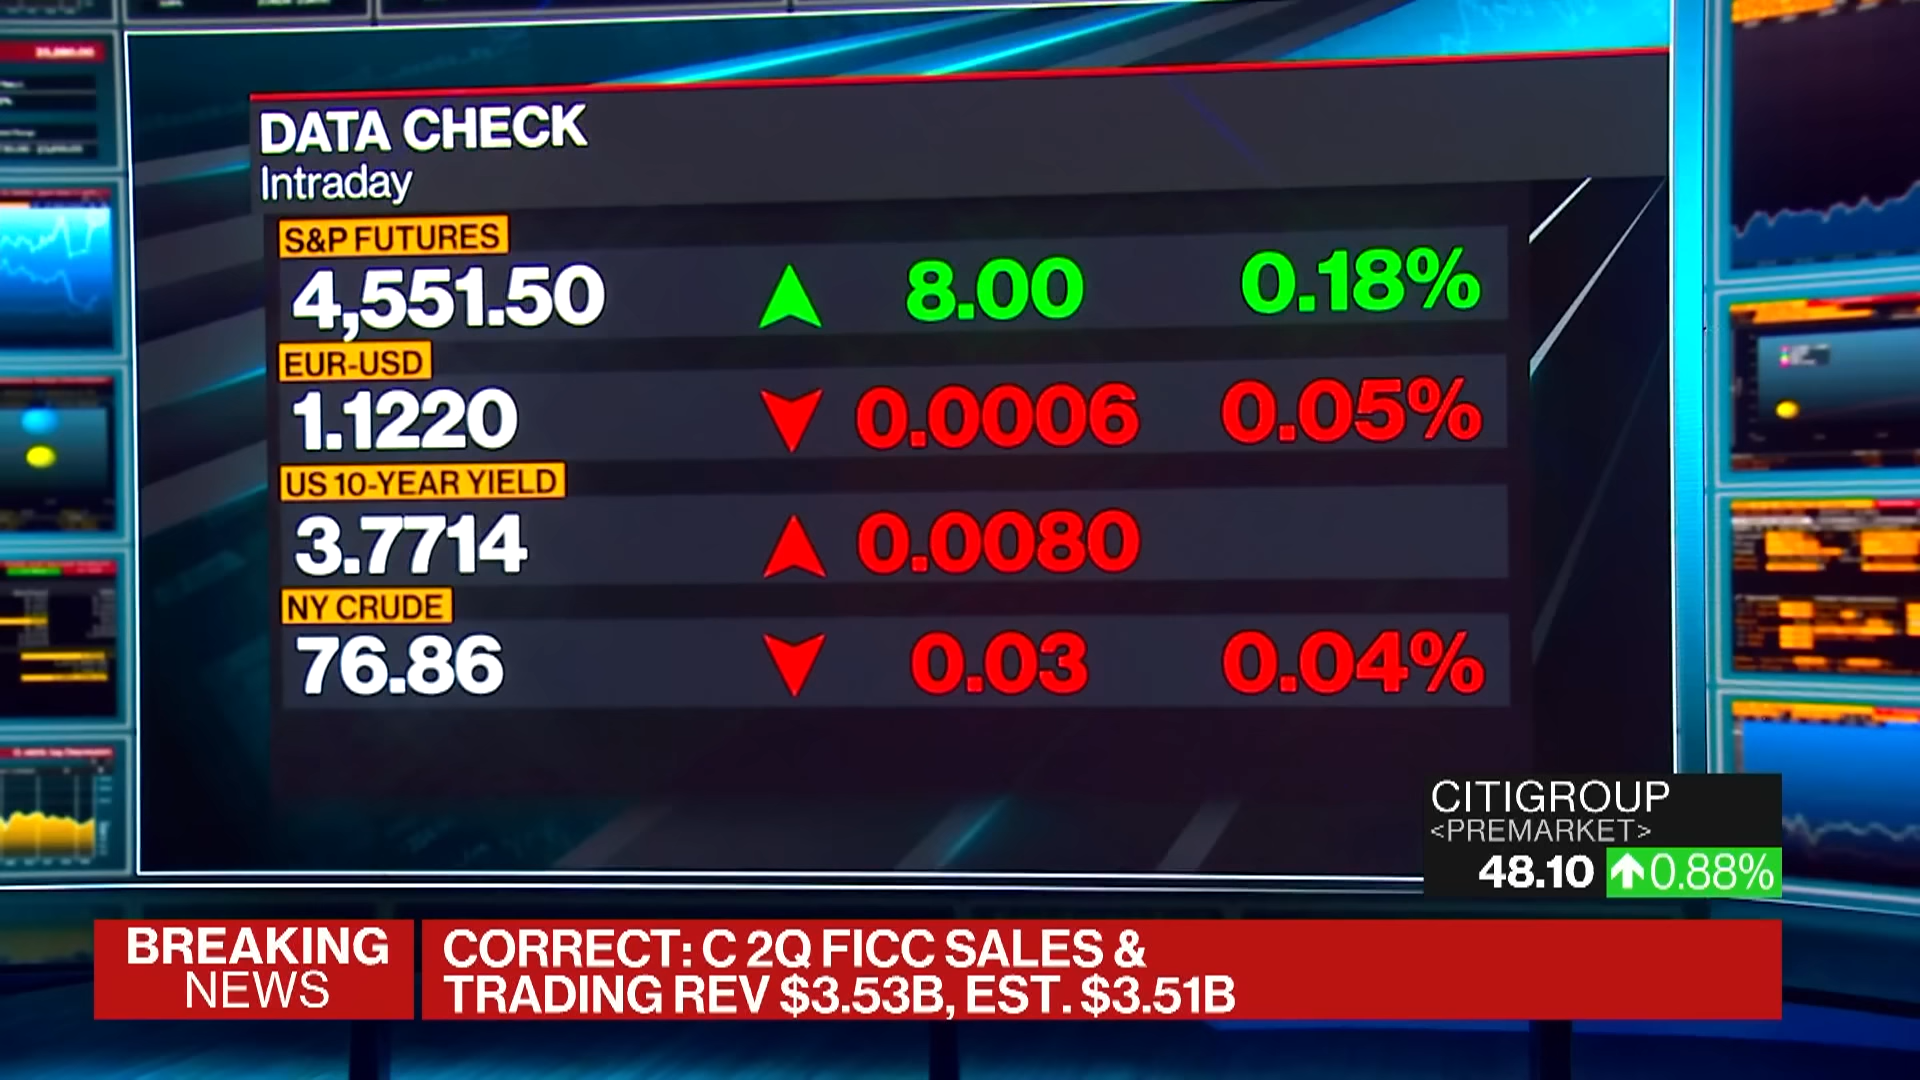 DATA CHECK
Intraday
S&P FUTURES
4,551.50 8.00 0.18%
EUR-USD
1.1220 0.0006 0.05%
US 10-YEAR YIELD
3.7714 0.0080
NY CRUDE
76.86 0.03 0.04%
CITIGROUP
<PREMARKET>
48.10 0.88%
BREAKING
NEWS
CORRECT: C 2Q FICC SALES &
TRADING REV $3.53B, EST. $3.51B